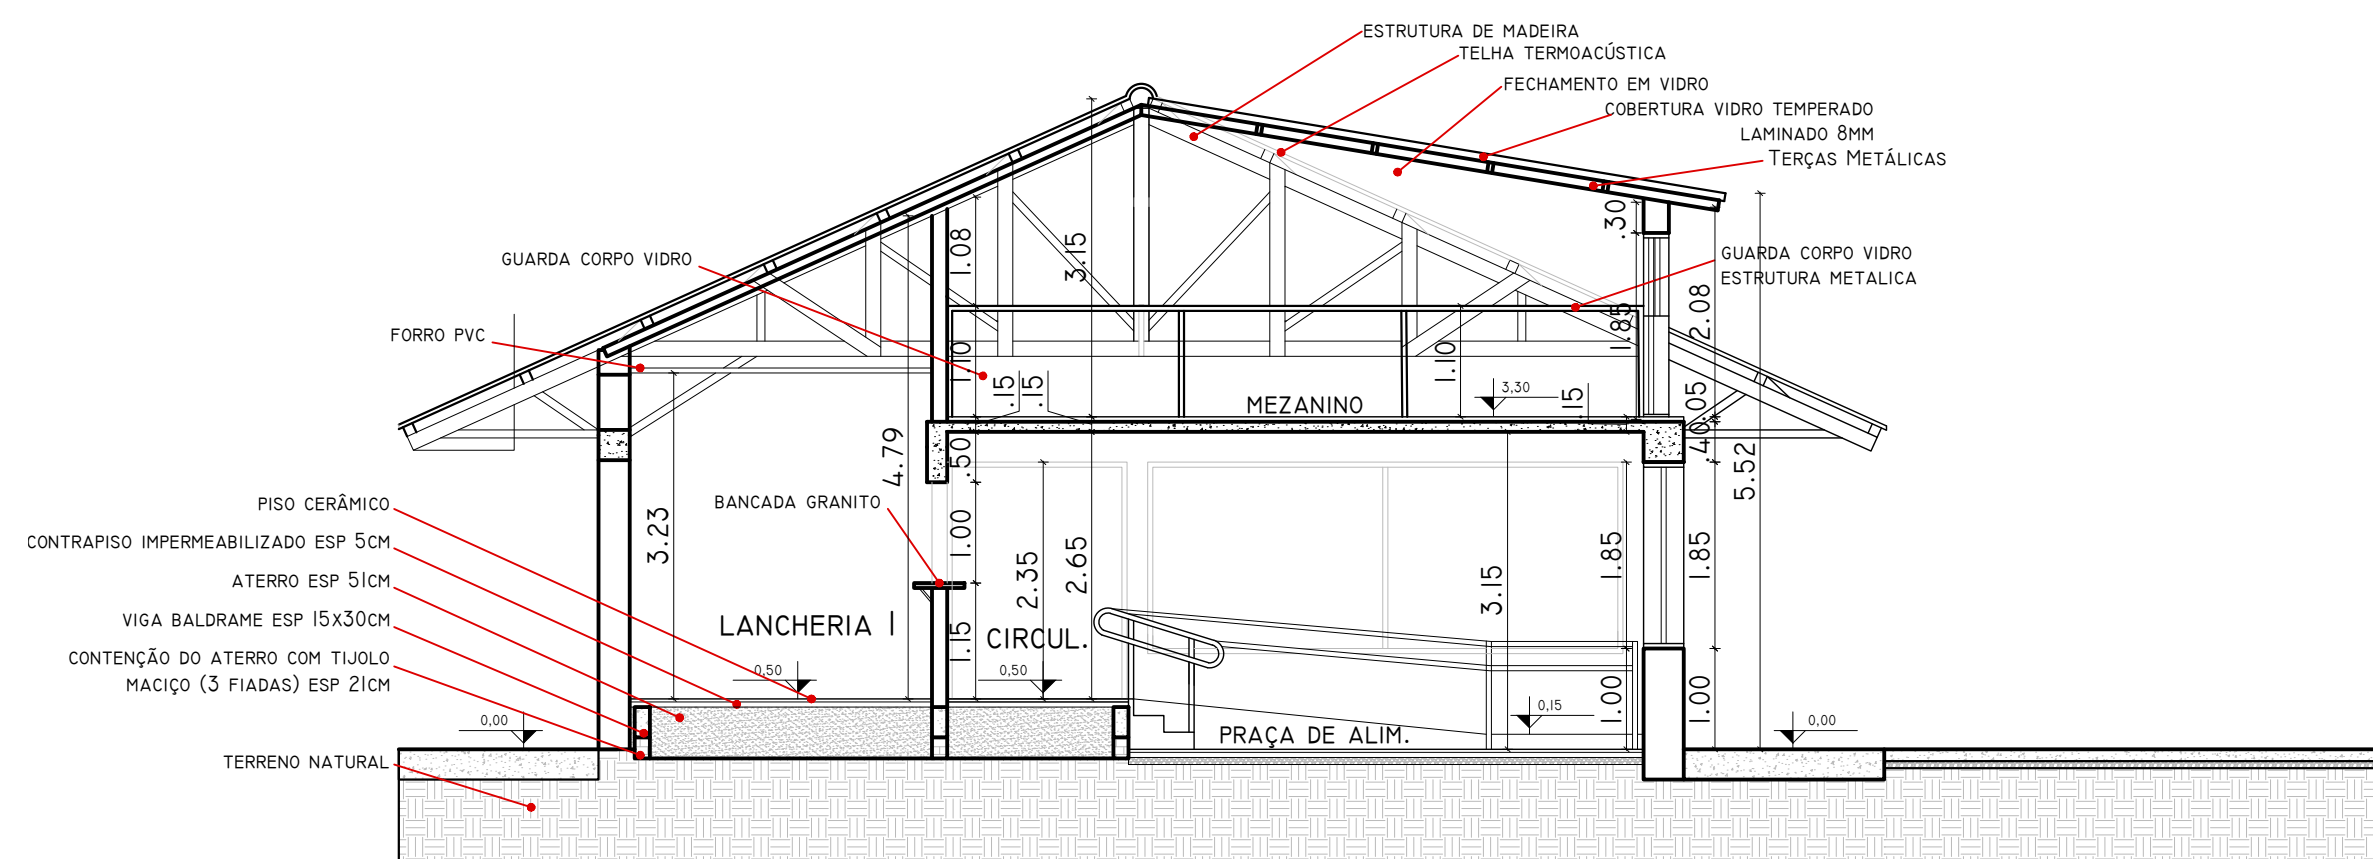 ESTRUTURA DE MADEIRA
TELHA TERMOACÚSTICA
FECHAMENTO EM VIDRO
COBERTURA VIDRO TEMPERADO
LAMINADO 8MM
TERÇAS METÁLICAS
GUARDA CORPO VIDRO
ESTRUTURA METALICA
GUARDA CORPO VIDRO
FORRO PVC
BANCADA GRANITO
PISO CERÂMICO
CONTRAPISO IMPERMEABILIZADO ESP 5CM
ATERRO ESP 51CM
VIGA BALDRAME ESP 15X30CM
CONTENÇÃO DO ATERRO COM TIJOLO
MACIÇO (3 FIADAS) ESP 21CM
TERRENO NATURAL
MEZANINO
LANCHERIA 1
CIRCUL.
PRAÇA DE ALIM.
1.08
3.15
.30
1.85
2.08
1.10
.15
.15
1.10
3,30
.15
.05
.40
4.79
.50
5.52
3.23
1.00
2.35
2.65
3.15
1.85
1.85
1.15
1.00
1.00
0,50
0,50
0,15
0,00
0,00